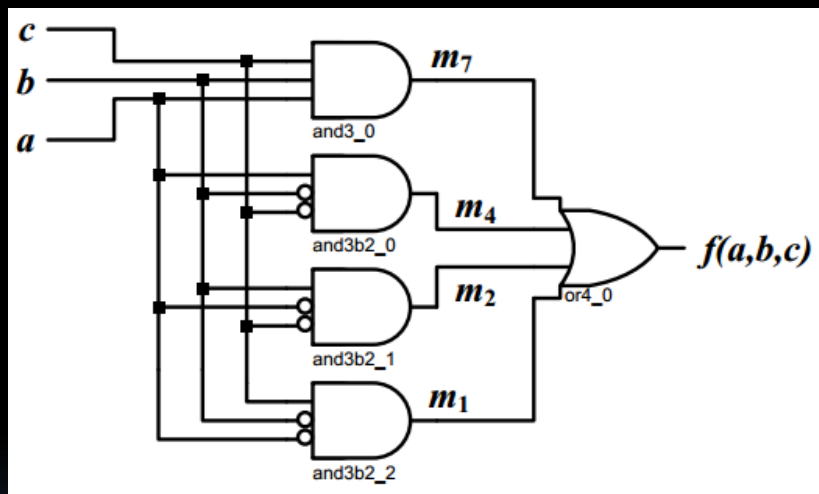 c
b
a
m7
and3_0
m4
and3b2_0
f(a,b,c)
m2
or4_0
and3b2_1
m1
and3b2_2